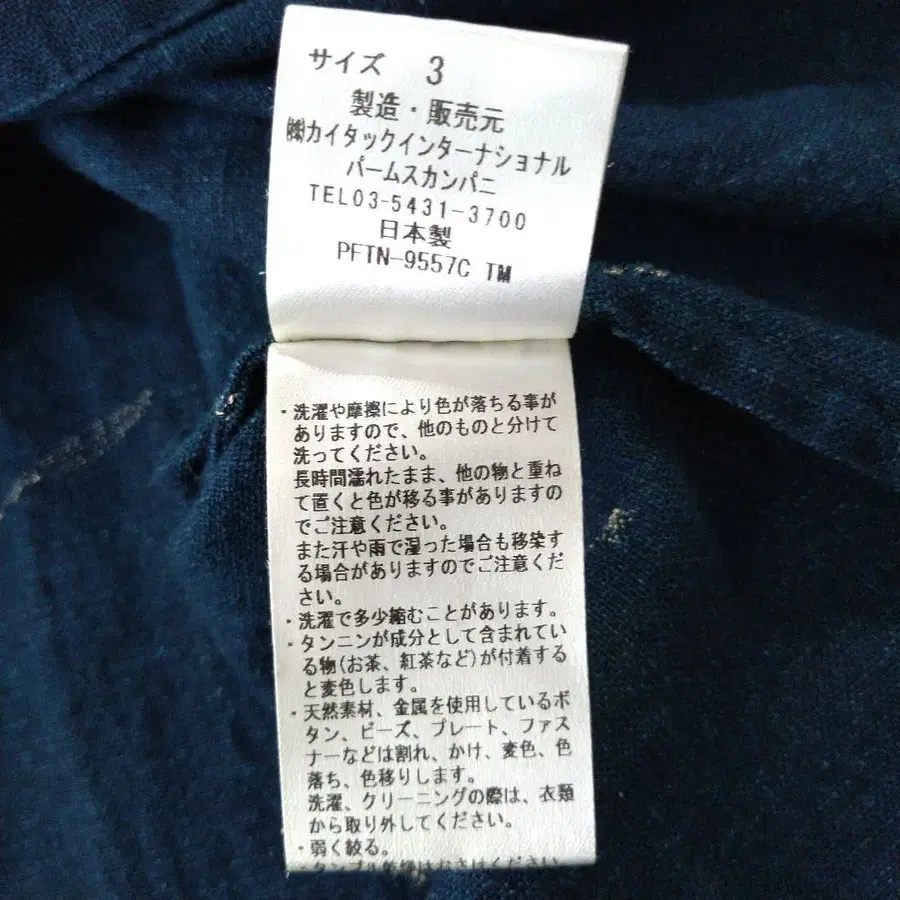 サイズ 3
製造・販売元
㈱カイタックインターナショナル
パームスカンパニ
TEL03-5431-3700
日本製
PFTN-9557C TM
・洗濯や摩擦により色が落ちる事が
ありますので、他のものと分けて
洗ってください。
長時間濡れたまま、他の物と重ね
て置くと色が移る事がありますの
でご注意ください。
また汗や雨で湿った場合も移染す
る場合がありますのでご注意くだ
さい。
・洗濯で多少縮むことがあります。
・タンニンが成分として含まれてい
る物(お茶、紅茶など)が付着する
と変色します。
・天然素材、金属を使用しているボ
タン、ビーズ、プレート、ファス
ナーなどは割れ、かけ、変色、色
落ち、色移りします。
洗濯、クリーニングの際は、衣類
から取り外してください。
・弱く絞る。
・タンブル乾燥はおさけください